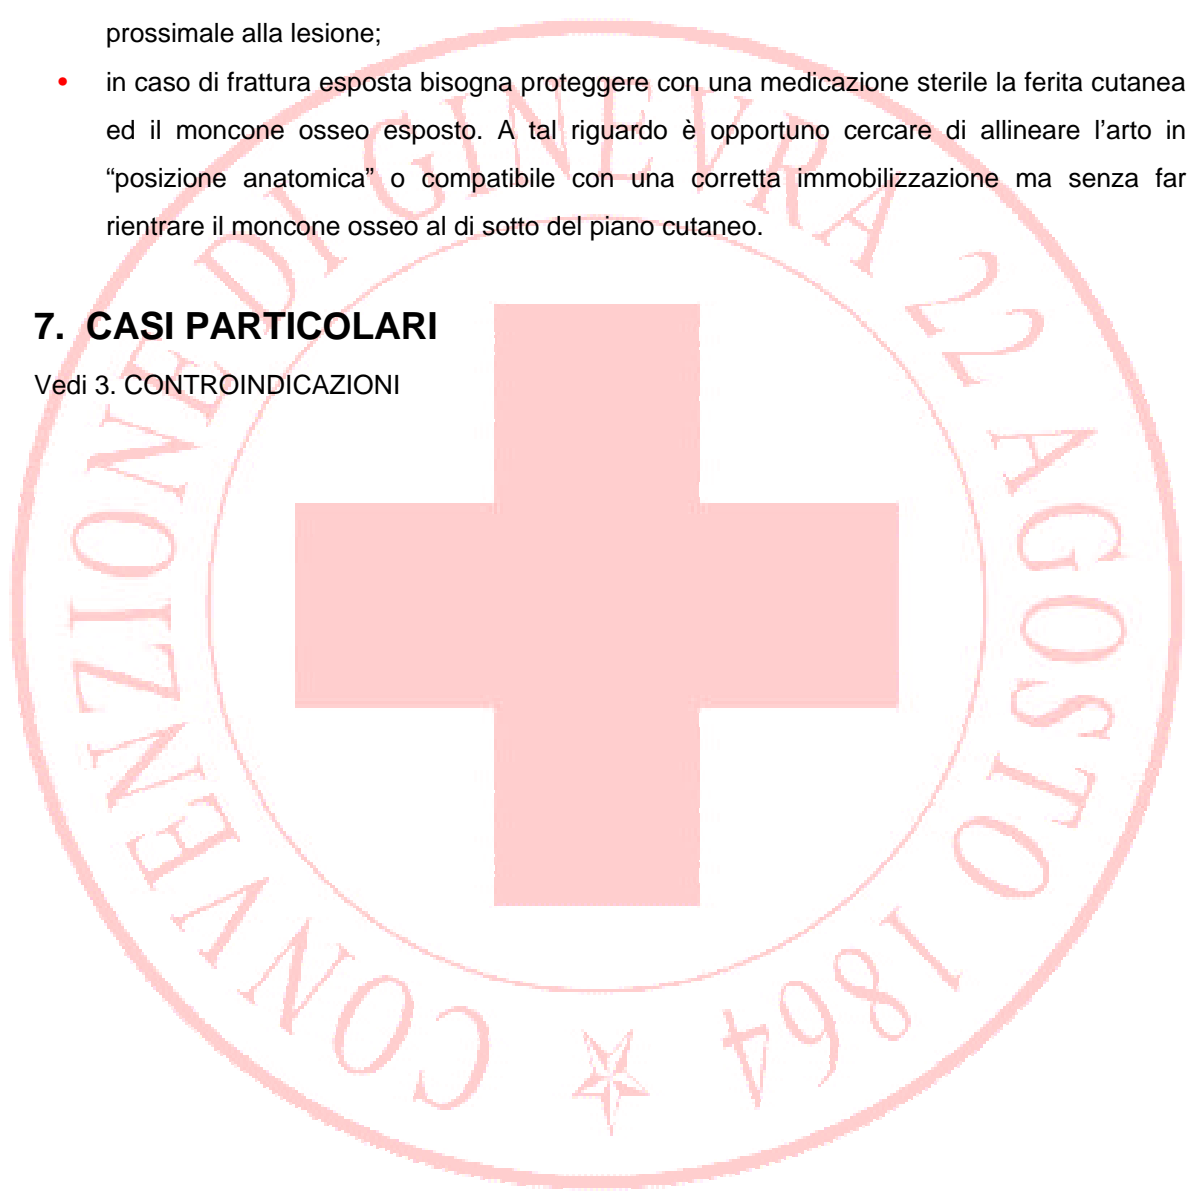 prossimale alla lesione;
• in caso di frattura esposta bisogna proteggere con una medicazione sterile la ferita cutanea
ed il moncone osseo esposto. A tal riguardo è opportuno cercare di allineare l’arto in
“posizione anatomica” o compatibile con una corretta immobilizzazione ma senza far
rientrare il moncone osseo al di sotto del piano cutaneo.
7. CASI PARTICOLARI
Vedi 3. CONTROINDICAZIONI
CONVENZIONE DI GINEVRA 22 AGOSTO 1864